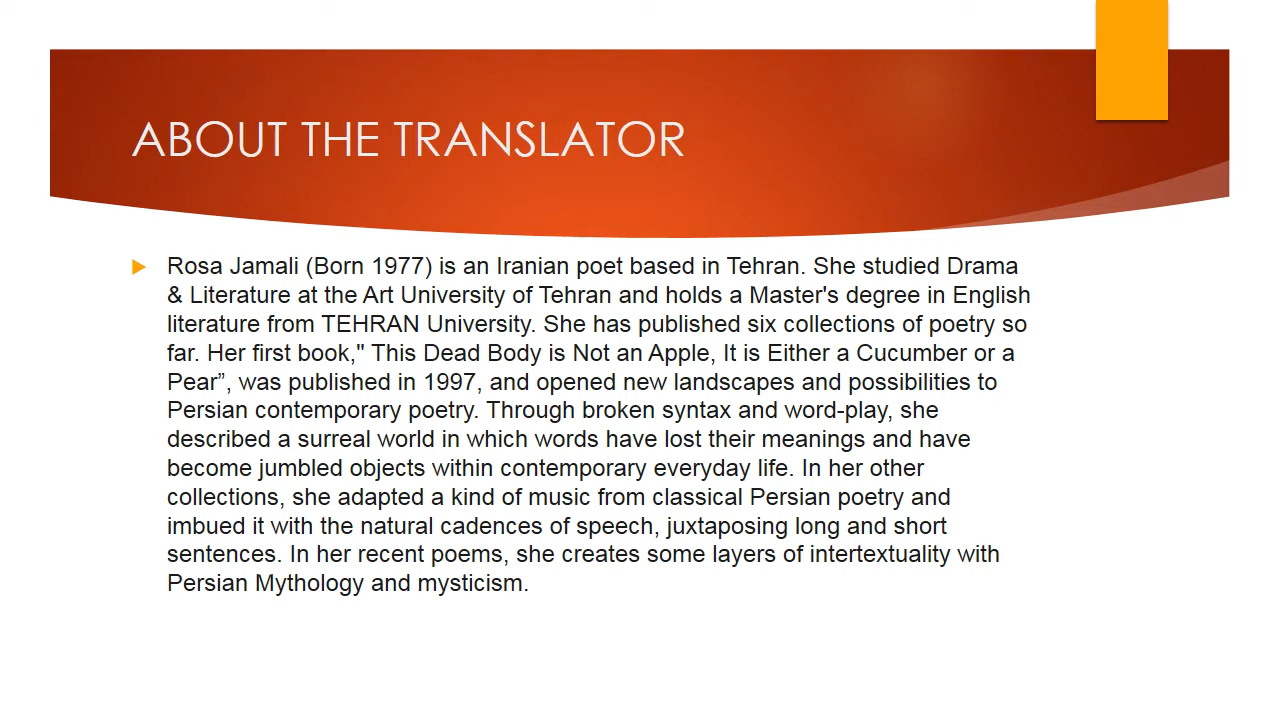 ABOUT THE TRANSLATOR
Rosa Jamali (Born 1977) is an Iranian poet based in Tehran. She studied Drama
& Literature at the Art University of Tehran and holds a Master's degree in English
literature from TEHRAN University. She has published six collections of poetry so
far. Her first book," This Dead Body is Not an Apple, It is Either a Cucumber or a
Pear”, was published in 1997, and opened new landscapes and possibilities to
Persian contemporary poetry. Through broken syntax and word-play, she
described a surreal world in which words have lost their meanings and have
become jumbled objects within contemporary everyday life. In her other
collections, she adapted a kind of music from classical Persian poetry and
imbued it with the natural cadences of speech, juxtaposing long and short
sentences. In her recent poems, she creates some layers of intertextuality with
Persian Mythology and mysticism.